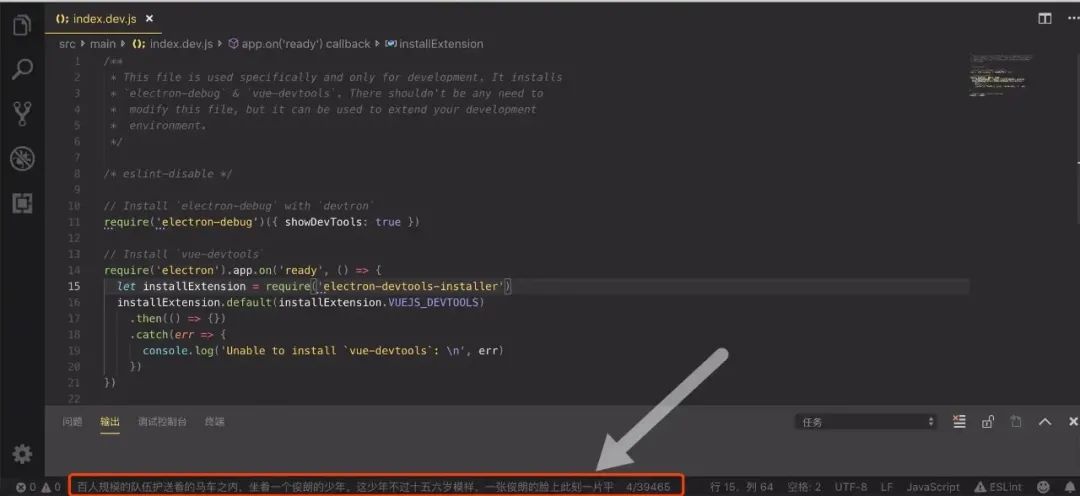 index.dev.js
src main index.dev.js app.on('ready') callback installExtension
1 /**
2 * This file is used specifically and only for development. It installs
3 * `electron-debug` & `vue-devtools`. There shouldn't be any need to
4 * modify this file, but it can be used to extend your development
5 * environment.
6 */
7
8 /* eslint-disable */
9
10 // Install `electron-debug` with `devtron`
11 require('electron-debug')({ showDevTools: true })
12
13 // Install `vue-devtools`
14 require('electron').app.on('ready', () => {
15 let installExtension = require('electron-devtools-installer')
16 installExtension.default(installExtension.VUEJS_DEVTOOLS)
17 .then(() => {})
18 .catch(err => {
19 console.log('Unable to install `vue-devtools`: \n', err)
20 })
21 })
22
问题 输出 调试控制台 终端 任务
0 0 百人规模的队伍护送着的马车之内，坐着一个俊朗的少年。这少年不过十五六岁模样，一张俊朗的脸上此刻一片平 4/39465 行 15，列 64 空格: 2 UTF-8 LF JavaScript ESLint